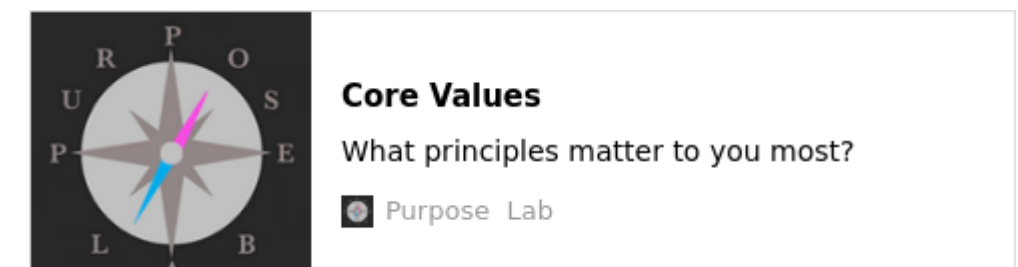 P U R P O S E
L A B
Core Values
What principles matter to you most?
Purpose Lab